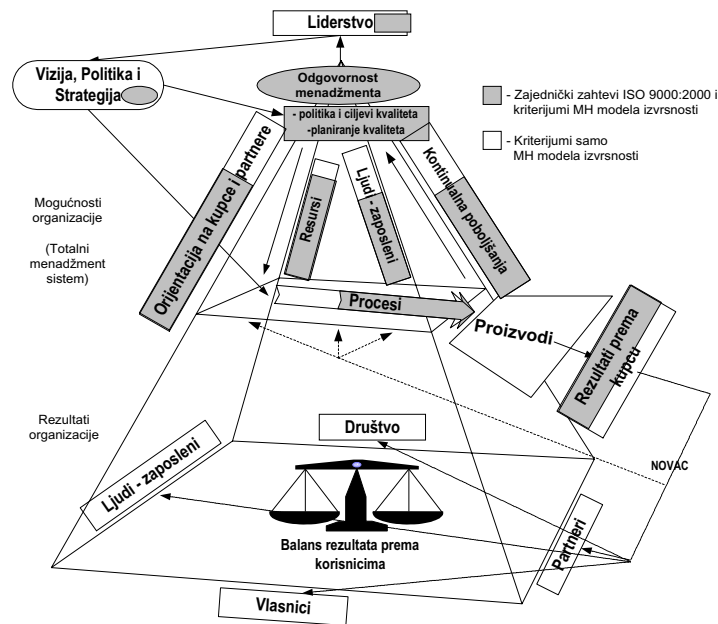 Liderstvo
Vizija, Politika i
Strategija
Odgovornost
menadžmenta
- politika i ciljevi kvaliteta
-planiranje kvaliteta
- Zajednički zahtevi ISO 9000:2000 i
kriterijumi MH modela izvrsnosti
- Kriterijumi samo
MH modela izvrsnosti
Mogućnosti
organizacije
(Totalni
menadžment
sistem)
Orijentacija na kupce i partnere
Resursi
Ljudi - zaposleni
Kontinualna poboljšanja
Procesi
Proizvodi
Rezultati prema
kupcu
Rezultati
organizacije
Ljudi - zaposleni
Društvo
NOVAC
Balans rezultata prema
korisnicima
Partneri
Vlasnici